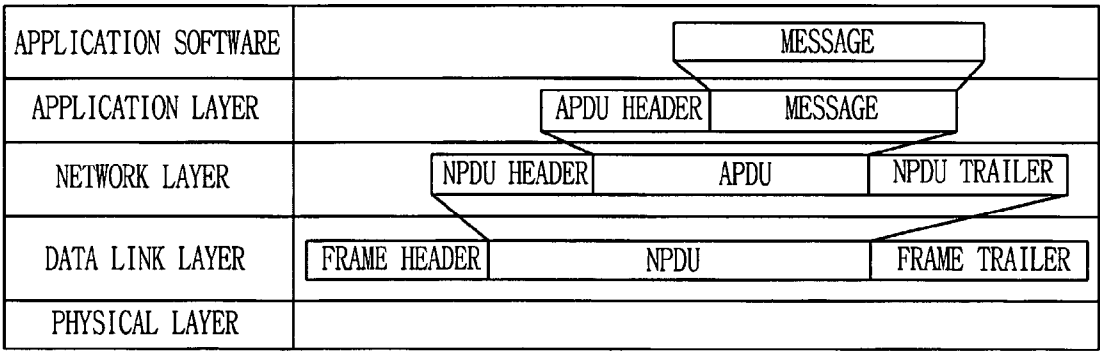 APPLICATION SOFTWARE MESSAGE
APPLICATION LAYER APDU HEADER MESSAGE
NETWORK LAYER NPDU HEADER APDU NPDU TRAILER
DATA LINK LAYER FRAME HEADER NPDU FRAME TRAILER
PHYSICAL LAYER